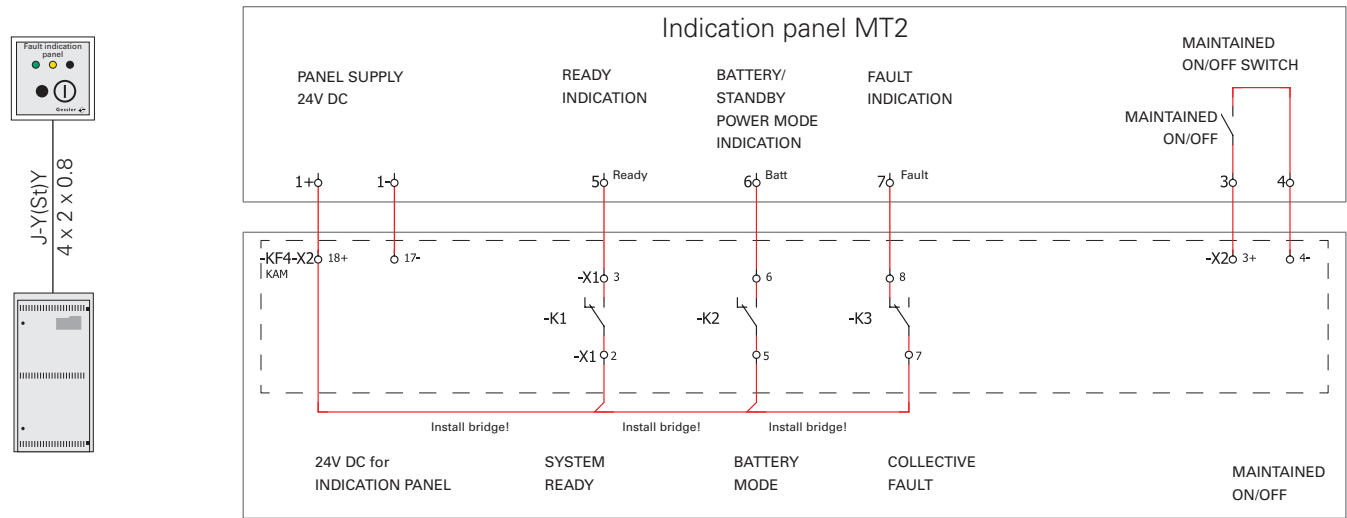 Fault indication
panel
Gessler
J-Y(St)Y
4 x 2 x 0.8
Indication panel MT2
PANEL SUPPLY
24V DC
READY
INDICATION
BATTERY/
STANDBY
POWER MODE
INDICATION
FAULT
INDICATION
MAINTAINED
ON/OFF SWITCH
MAINTAINED
ON/OFF
1+
1-
5 Ready
6 Batt
7 Fault
3
4
-KF4-X2 18+
KAM
17-
-X1 3
6
8
-X2 3+
4-
-K1
-K2
-K3
-X1 2
5
7
Install bridge!
Install bridge!
Install bridge!
24V DC for
INDICATION PANEL
SYSTEM
READY
BATTERY
MODE
COLLECTIVE
FAULT
MAINTAINED
ON/OFF